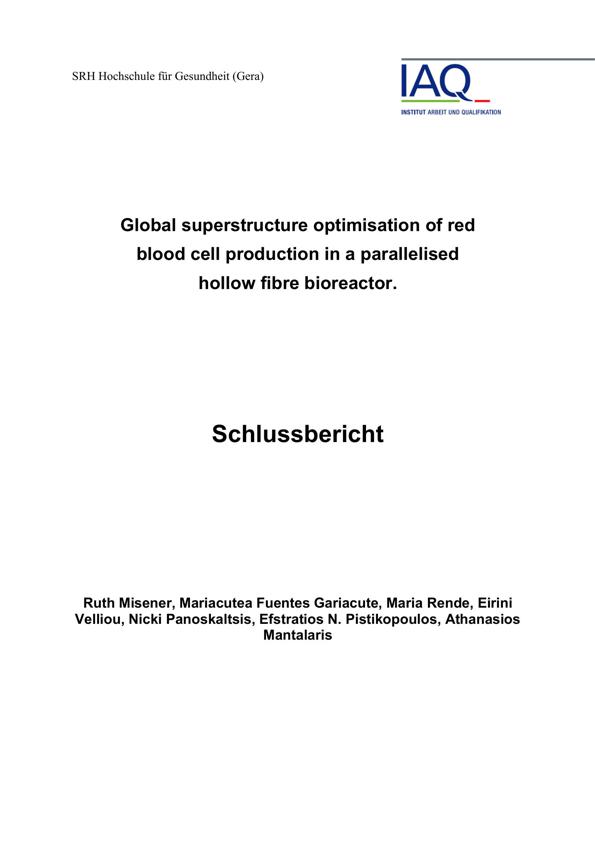 SRH Hochschule für Gesundheit (Gera)
IAQ
INSTITUT ARBEIT UND QUALIFIKATION
Global superstructure optimisation of red
blood cell production in a parallelised
hollow fibre bioreactor.
Schlussbericht
Ruth Misener, Mariacutea Fuentes Gariacute, Maria Rende, Eirini
Velliou, Nicki Panoskaltsis, Efstratios N. Pistikopoulos, Athanasios
Mantalaris